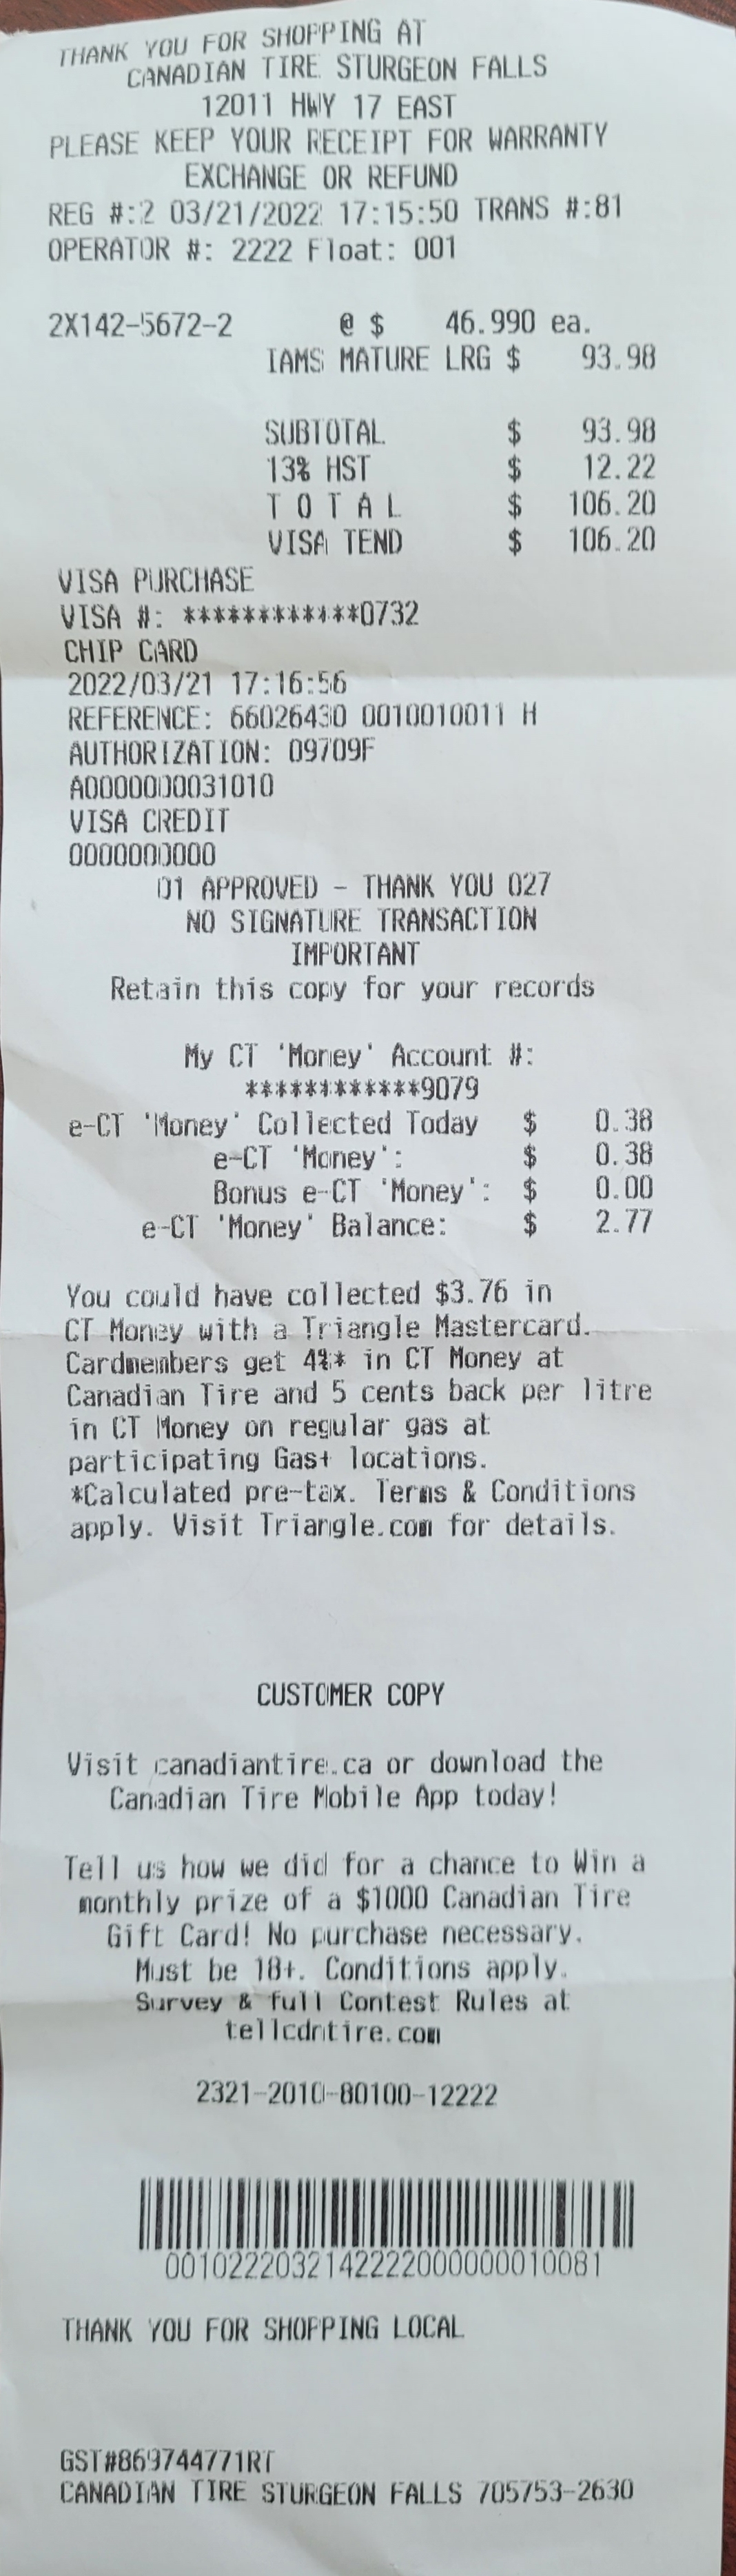 THANK YOU FOR SHOPPING AT
CANADIAN TIRE STURGEON FALLS
12011 HWY 17 EAST
PLEASE KEEP YOUR RECEIPT FOR WARRANTY
EXCHANGE OR REFUND
REG #:2 03/21/2022 17:15:50 TRANS #:81
OPERATOR #: 2222 Float: 001
2X142-5672-2 @ $ 46.990 ea.
IAMS MATURE LRG $ 93.98
SUBTOTAL $ 93.98
13% HST $ 12.22
T O T A L $ 106.20
VISA TEND $ 106.20
VISA PURCHASE
VISA #: ************0732
CHIP CARD
2022/03/21 17:16:56
REFERENCE: 66026430 0010010011 H
AUTHORIZATION: 09709F
A0000000031010
VISA CREDIT
0000000000
01 APPROVED - THANK YOU 027
NO SIGNATURE TRANSACTION
IMPORTANT
Retain this copy for your records
My CT 'Money' Account #:
************9079
e-CT 'Money' Collected Today $ 0.38
e-CT 'Money': $ 0.38
Bonus e-CT 'Money': $ 0.00
e-CT 'Money' Balance: $ 2.77
You could have collected $3.76 in
CT Money with a Triangle Mastercard.
Cardmembers get 4%* in CT Money at
Canadian Tire and 5 cents back per litre
in CT Money on regular gas at
participating Gas+ locations.
*Calculated pre-tax. Terms & Conditions
apply. Visit Triangle.com for details.
CUSTOMER COPY
Visit canadiantire.ca or download the
Canadian Tire Mobile App today!
Tell us how we did for a chance to Win a
monthly prize of a $1000 Canadian Tire
Gift Card! No purchase necessary.
Must be 18+. Conditions apply.
Survey & full Contest Rules at
tellcdntire.com
2321-2010-80100-12222
0010222032142222000000010081
THANK YOU FOR SHOPPING LOCAL
GST#869744771RT
CANADIAN TIRE STURGEON FALLS 705753-2630